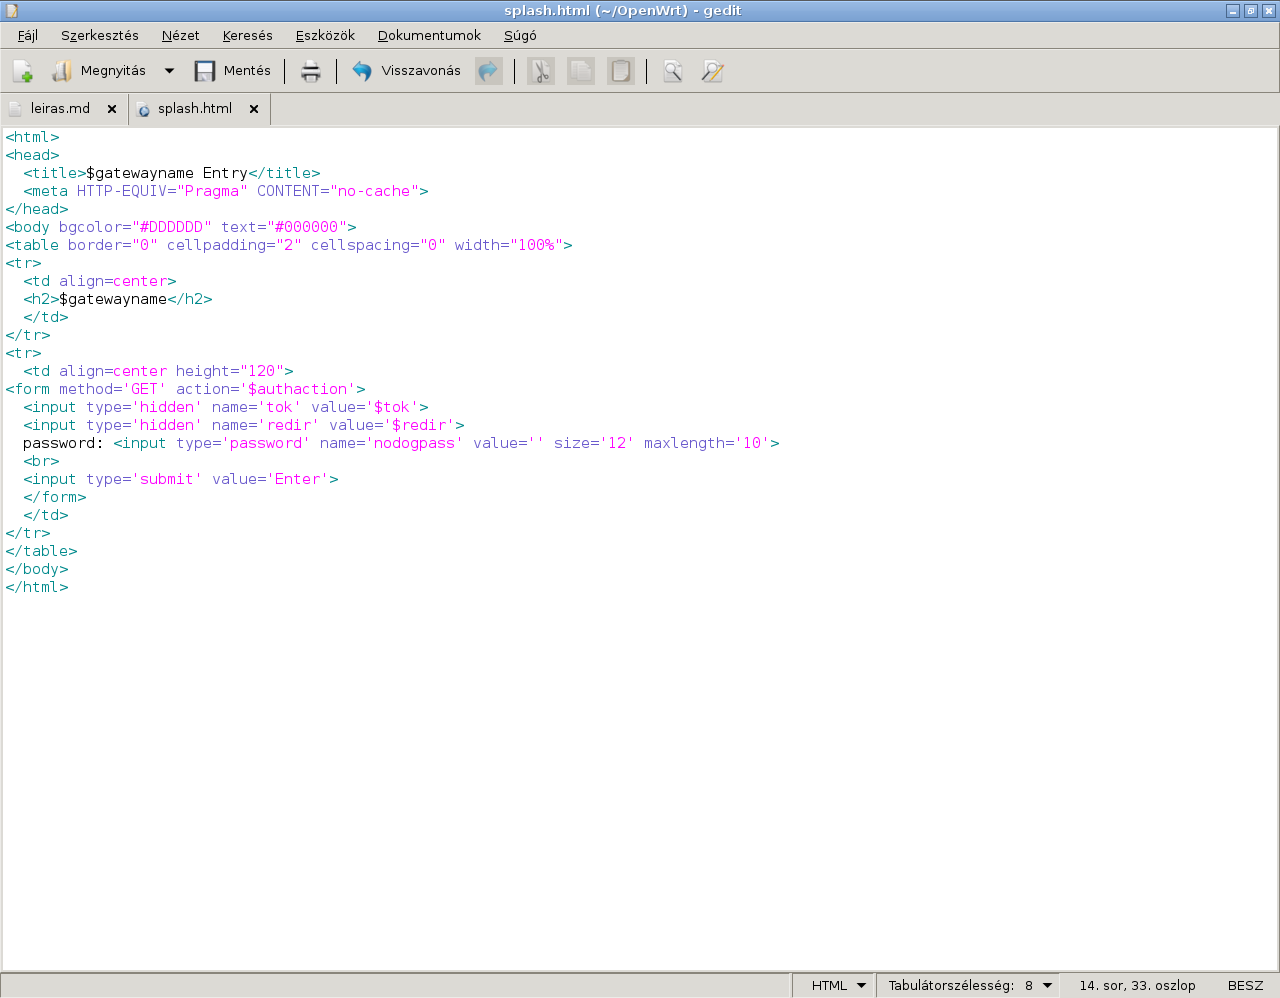 splash.html (~/OpenWrt) - gedit
Fájl Szerkesztés Nézet Keresés Eszközök Dokumentumok Súgó
Megnyitás Mentés Visszavonás
leiras.md splash.html
<html>
<head>
  <title>$gatewayname Entry</title>
  <meta HTTP-EQUIV="Pragma" CONTENT="no-cache">
</head>
<body bgcolor="#DDDDDD" text="#000000">
<table border="0" cellpadding="2" cellspacing="0" width="100%">
<tr>
  <td align=center>
  <h2>$gatewayname</h2>
  </td>
</tr>
<tr>
  <td align=center height="120">
<form method='GET' action='$authaction'>
  <input type='hidden' name='tok' value='$tok'>
  <input type='hidden' name='redir' value='$redir'>
  password: <input type='password' name='nodogpass' value='' size='12' maxlength='10'>
  <br>
  <input type='submit' value='Enter'>
  </form>
  </td>
</tr>
</table>
</body>
</html>
HTML Tabulátorszélesség: 8 14. sor, 33. oszlop BESZ